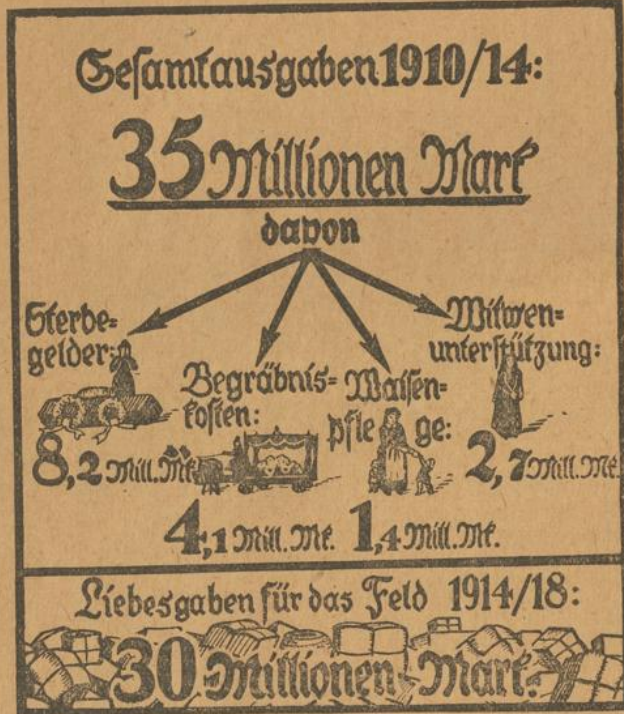 Gesamtausgaben 1910/14:
35 Millionen Mark
davon
Sterbe-
gelder:
8,2 Mill. Mk.
Begräbnis-
kosten:
4,1 Mill. Mk.
Waisen-
pfle ge:
1,4 Mill. Mk.
Witwen-
unterstützung:
2,7 Mill. Mk.
Liebesgaben für das Feld 1914/18:
30 Millionen Mark.